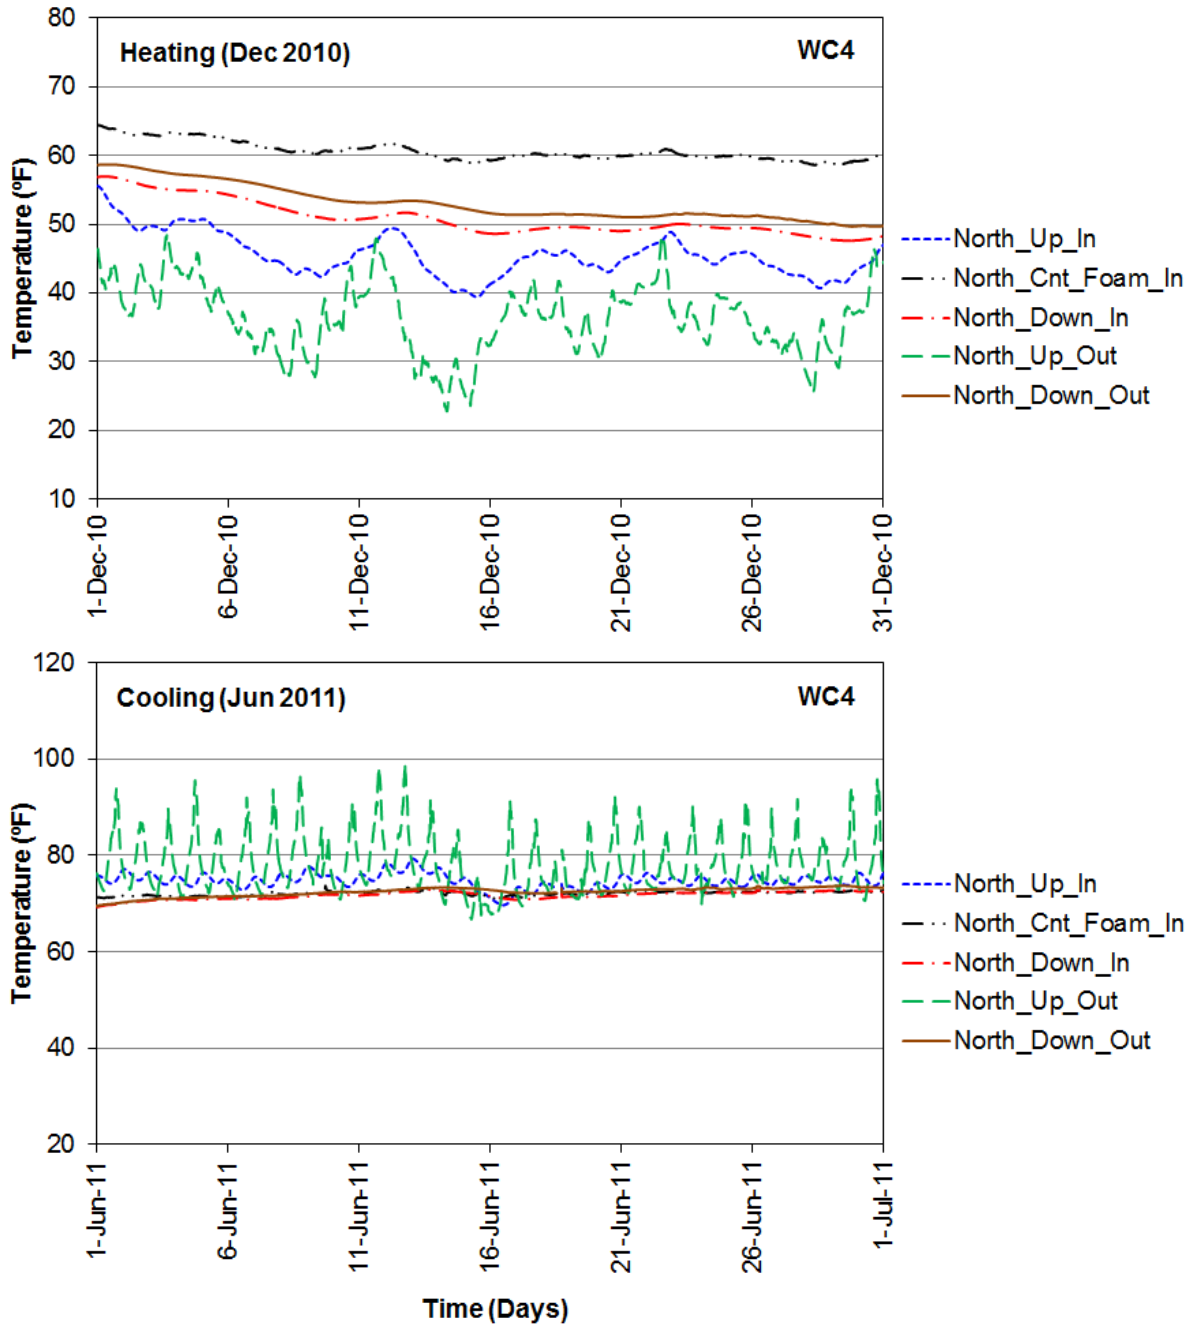 80
70
60
50
40
30
20
10
Temperature (ºF)
Heating (Dec 2010)
WC4
1-Dec-10
6-Dec-10
11-Dec-10
16-Dec-10
21-Dec-10
26-Dec-10
31-Dec-10
North_Up_In
North_Cnt_Foam_In
North_Down_In
North_Up_Out
North_Down_Out
120
100
80
60
40
20
Temperature (ºF)
Cooling (Jun 2011)
WC4
1-Jun-11
6-Jun-11
11-Jun-11
16-Jun-11
21-Jun-11
26-Jun-11
1-Jul-11
North_Up_In
North_Cnt_Foam_In
North_Down_In
North_Up_Out
North_Down_Out
Time (Days)